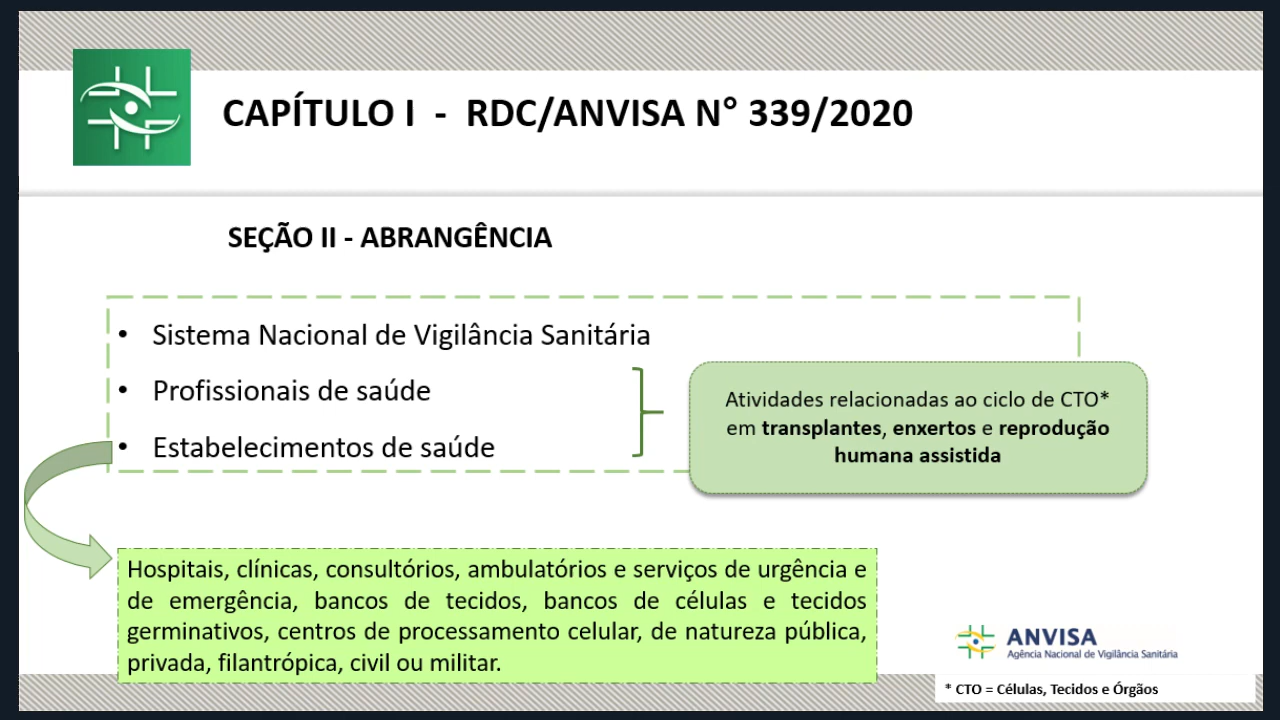 CAPÍTULO I - RDC/ANVISA N° 339/2020
SEÇÃO II - ABRANGÊNCIA
• Sistema Nacional de Vigilância Sanitária
• Profissionais de saúde
• Estabelecimentos de saúde
Atividades relacionadas ao ciclo de CTO*
em transplantes, enxertos e reprodução
humana assistida
Hospitais, clínicas, consultórios, ambulatórios e serviços de urgência e
de emergência, bancos de tecidos, bancos de células e tecidos
germinativos, centros de processamento celular, de natureza pública,
privada, filantrópica, civil ou militar.
ANVISA
Agência Nacional de Vigilância Sanitária
* CTO = Células, Tecidos e Órgãos